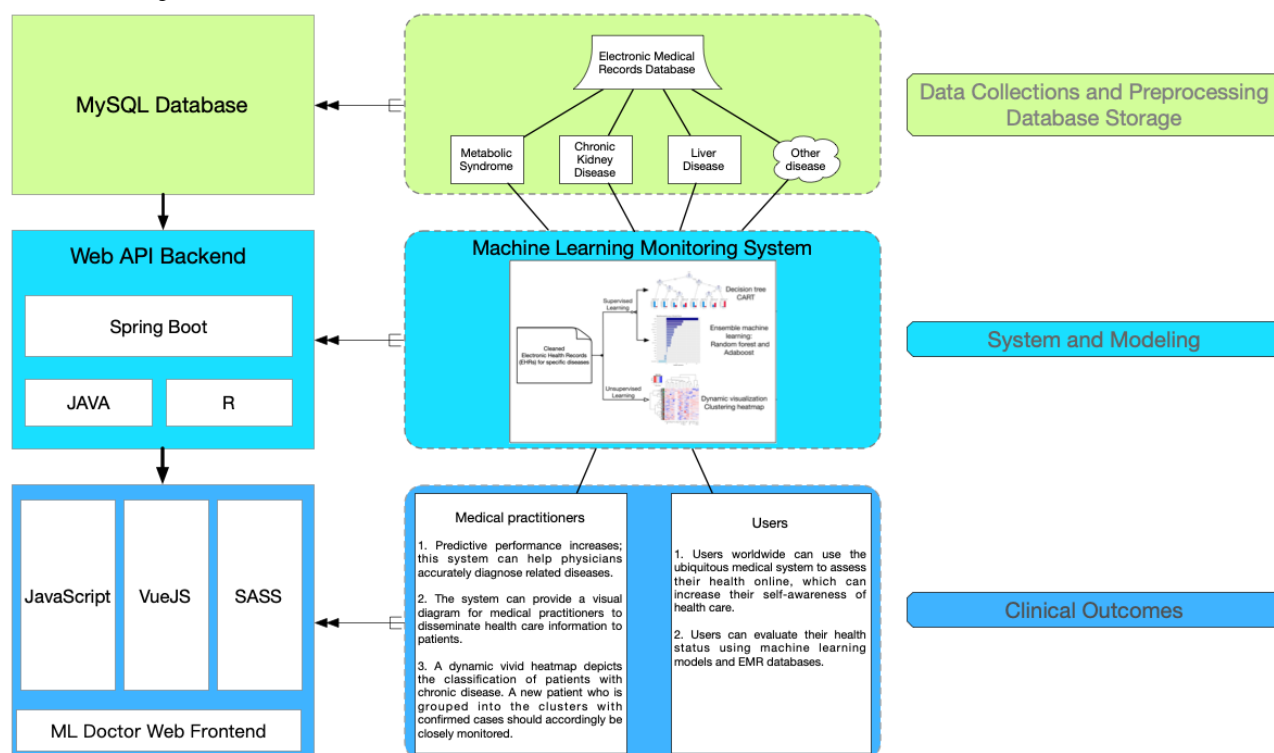 MySQL Database
Electronic Medical
Records Database
Metabolic
Syndrome
Chronic
Kidney
Disease
Liver
Disease
Other
disease
Data Collections and Preprocessing
Database Storage
Web API Backend
Spring Boot
JAVA
R
Machine Learning Monitoring System
Cleaned
Electronic Health Records
(EHRs) for specific diseases
Supervised
Learning
Unsupervised
Learning
Decision tree
CART
Ensemble machine
learning:
Random forest and
Adaboost
Dynamic visualization
Clustering heatmap
System and Modeling
JavaScript
VueJS
SASS
ML Doctor Web Frontend
Medical practitioners
1. Predictive performance increases;
this system can help physicians
accurately diagnose related diseases.
2. The system can provide a visual
diagram for medical practitioners to
disseminate health care information to
patients.
3. A dynamic vivid heatmap depicts
the classification of patients with
chronic disease. A new patient who is
grouped into the clusters with
confirmed cases should accordingly be
closely monitored.
Users
1. Users worldwide can use the
ubiquitous medical system to assess
their health online, which can
increase their self-awareness of
health care.
2. Users can evaluate their health
status using machine learning
models and EMR databases.
Clinical Outcomes